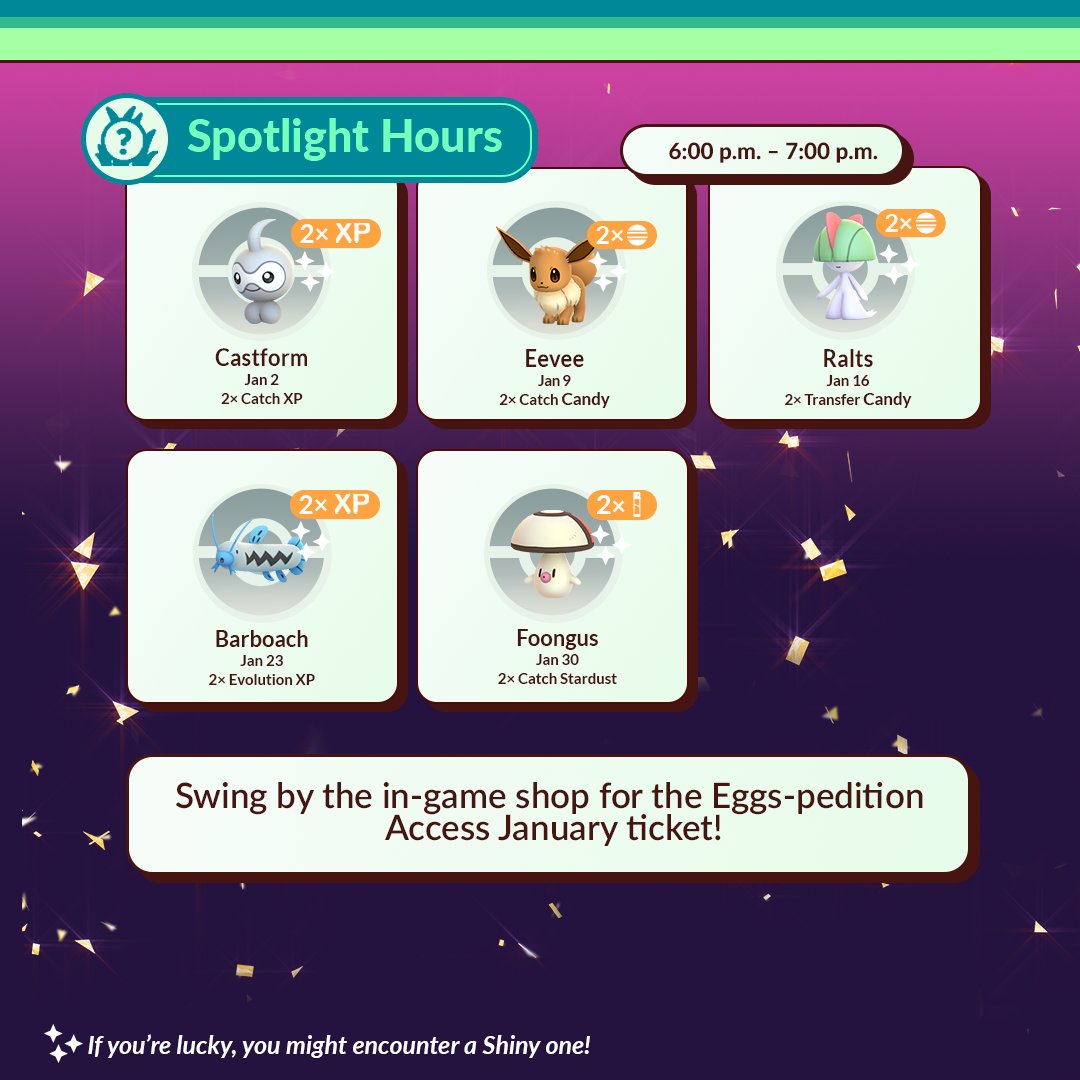 Spotlight Hours
6:00 p.m. – 7:00 p.m.
2× XP
Castform
Jan 2
2× Catch XP
2×
Eevee
Jan 9
2× Catch Candy
2×
Ralts
Jan 16
2× Transfer Candy
2× XP
Barboach
Jan 23
2× Evolution XP
2×
Foongus
Jan 30
2× Catch Stardust
Swing by the in-game shop for the Eggs-pedition
Access January ticket!
If you're lucky, you might encounter a Shiny one!